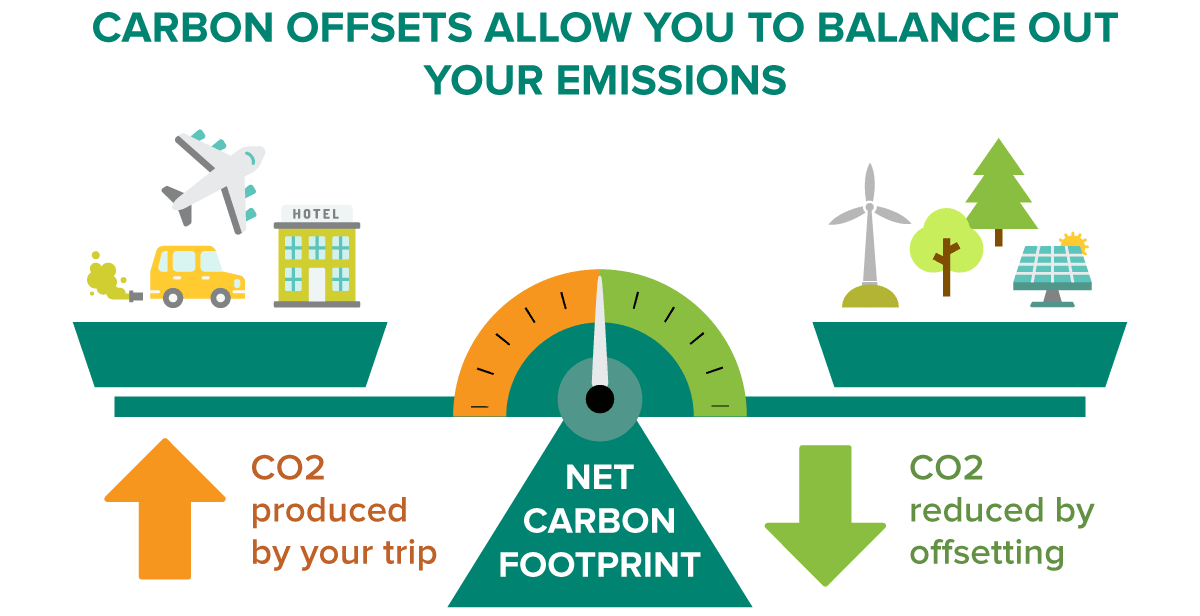 CARBON OFFSETS ALLOW YOU TO BALANCE OUT
YOUR EMISSIONS
HOTEL
CO2
produced
by your trip
NET
CARBON
FOOTPRINT
CO2
reduced by
offsetting